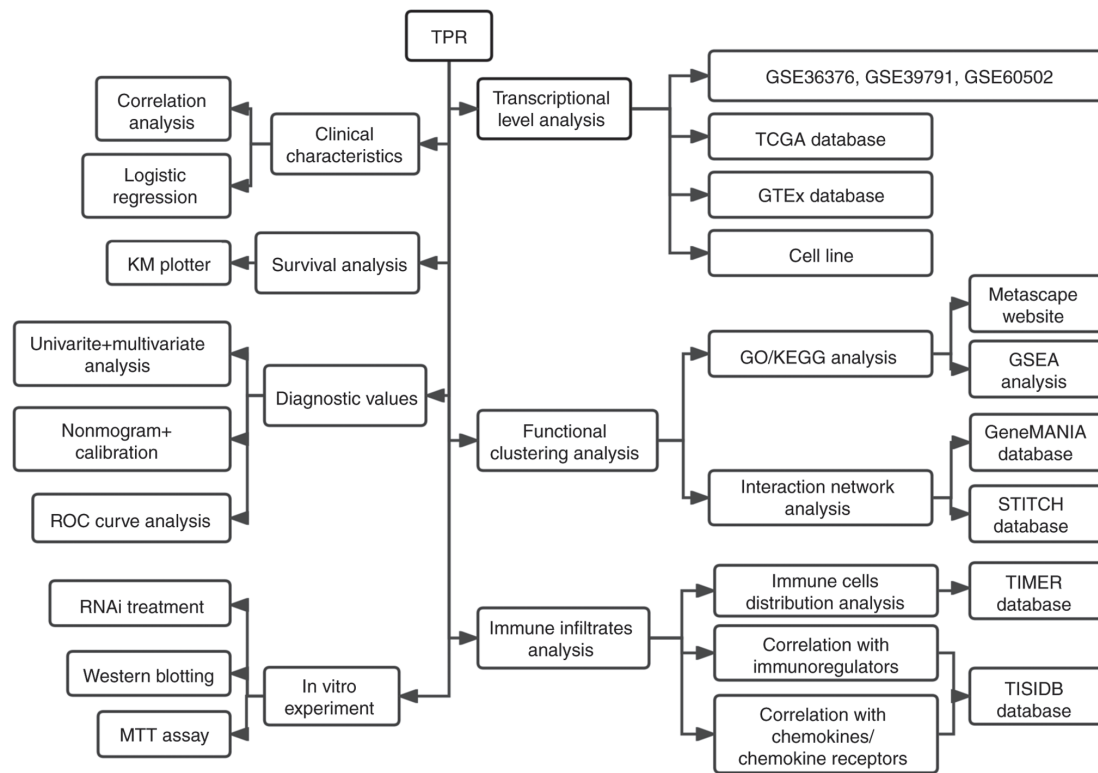 TPR
Correlation
analysis
Logistic
regression
Clinical
characteristics
KM plotter
Survival analysis
Univarite+multivariate
analysis
Nonmogram+
calibration
ROC curve analysis
Diagnostic values
RNAi treatment
Western blotting
MTT assay
In vitro
experiment
Transcriptional
level analysis
GSE36376, GSE39791, GSE60502
TCGA database
GTEx database
Cell line
Functional
clustering analysis
GO/KEGG analysis
Metascape
website
GSEA
analysis
Interaction network
analysis
GeneMANIA
database
STITCH
database
Immune infiltrates
analysis
Immune cells
distribution analysis
TIMER
database
Correlation with
immunoregulators
Correlation with
chemokines/
chemokine receptors
TISIDB
database